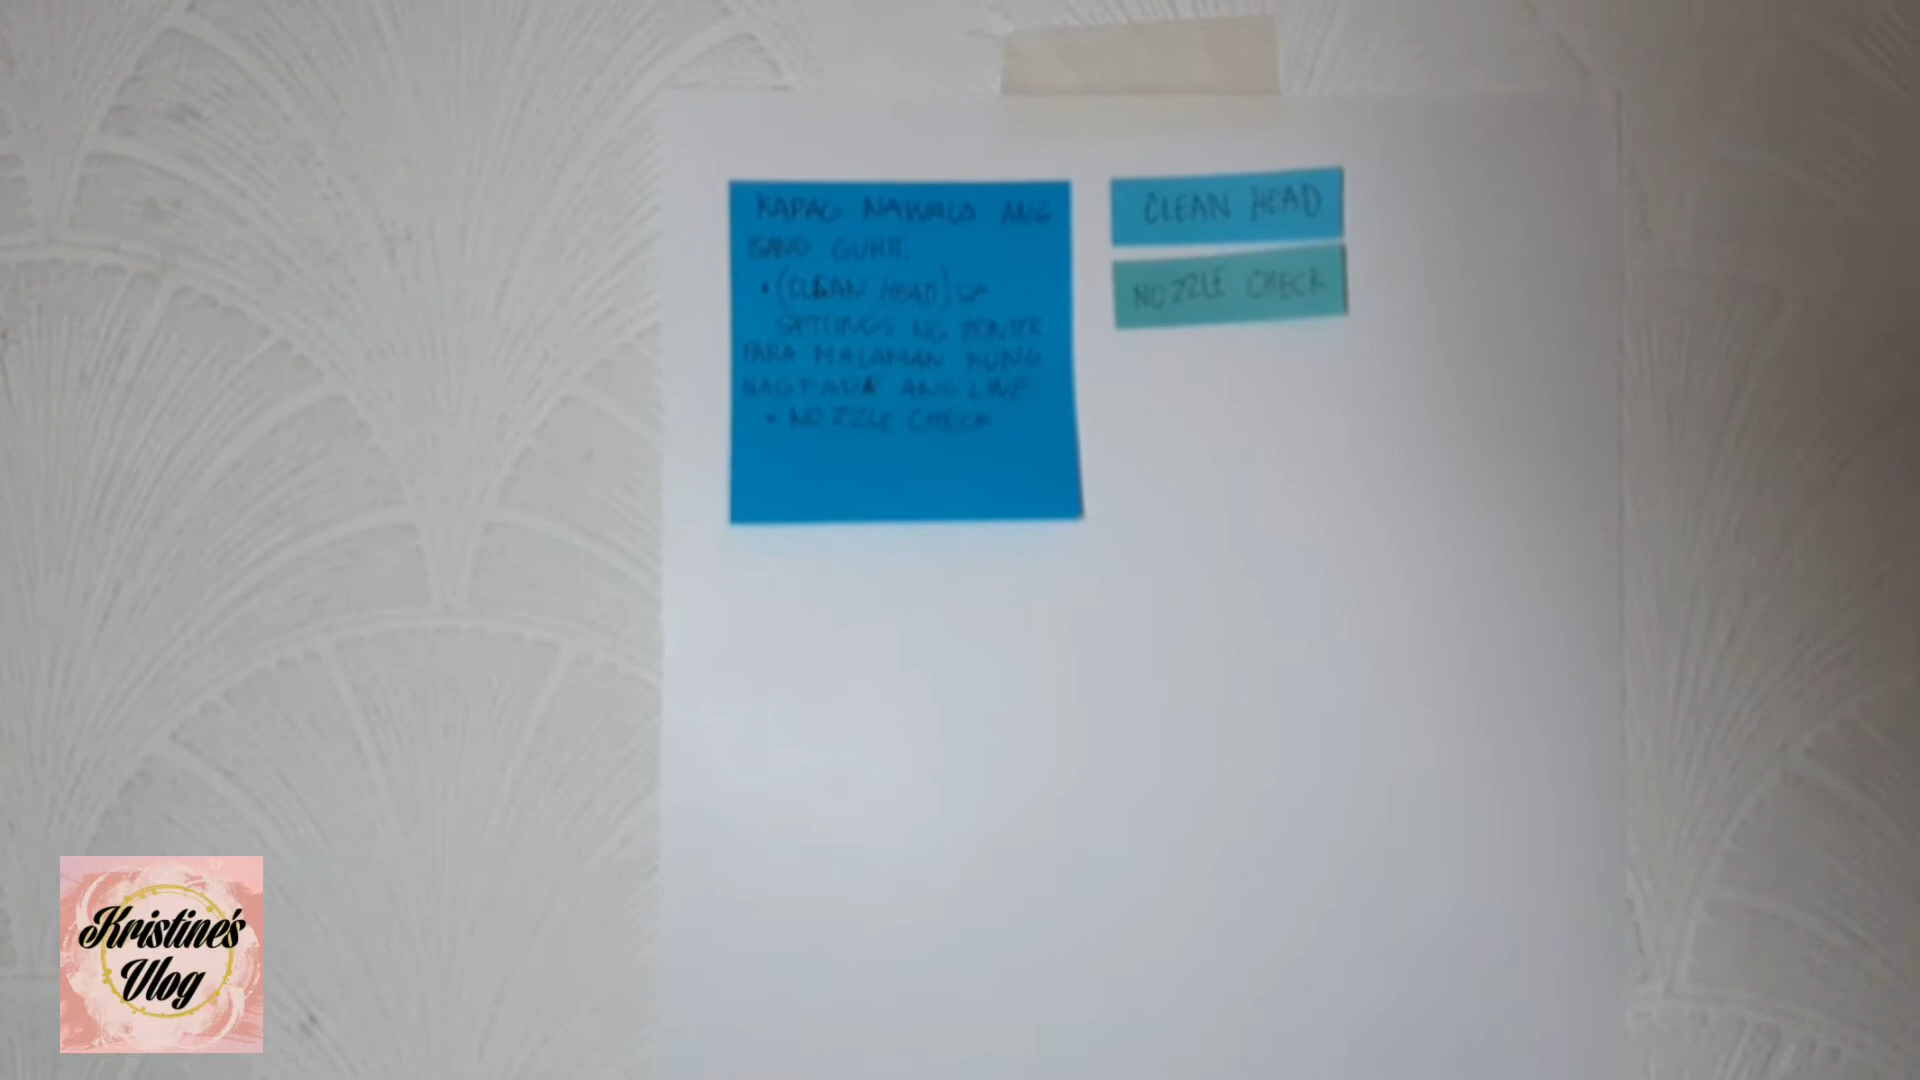 KAPAG NAWALA ANG
ISANG GUHIT.
• (CLEAN HEAD) sa
SETTINGS NG PRINTER
PARA MALAMAN KUNG
NAGFADE ANG LINE
• NOZZLE CHECK
CLEAN HEAD
NOZZLE CHECK
Kristine's
Vlog